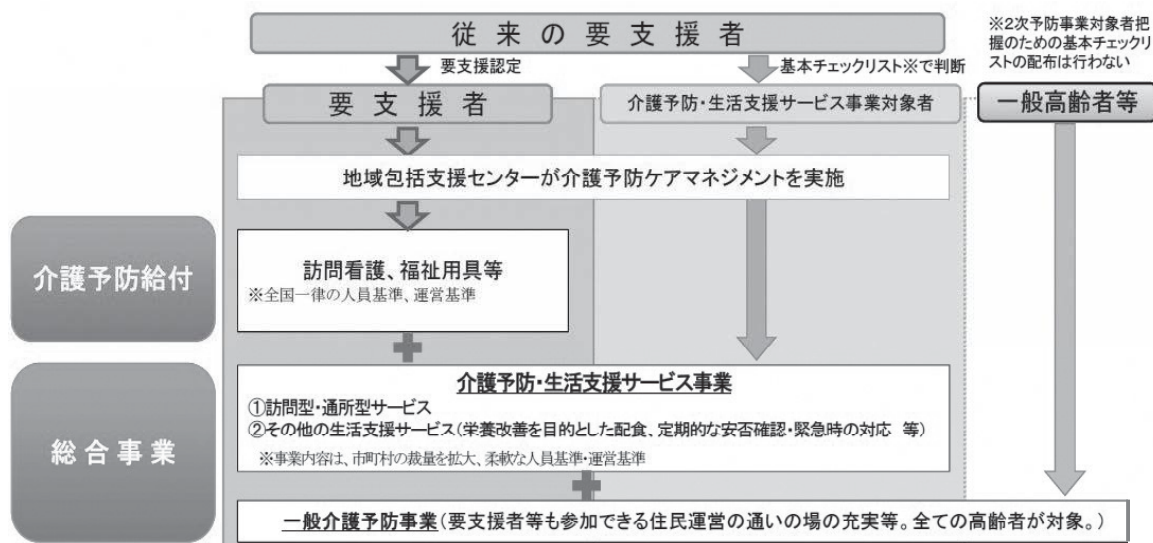 従来の要支援者
※2次予防事業対象者把
握のための基本チェックリ
ストの配布は行わない
要支援認定
基本チェックリスト※で判断
要支援者
介護予防・生活支援サービス事業対象者
一般高齢者等
地域包括支援センターが介護予防ケアマネジメントを実施
介護予防給付
訪問看護、福祉用具等
※全国一律の人員基準、運営基準
総合事業
介護予防・生活支援サービス事業
①訪問型・通所型サービス
②その他の生活支援サービス(栄養改善を目的とした配食、定期的な安否確認・緊急時の対応 等)
※事業内容は、市町村の裁量を拡大、柔軟な人員基準・運営基準
一般介護予防事業(要支援者等も参加できる住民運営の通いの場の充実等。全ての高齢者が対象。)